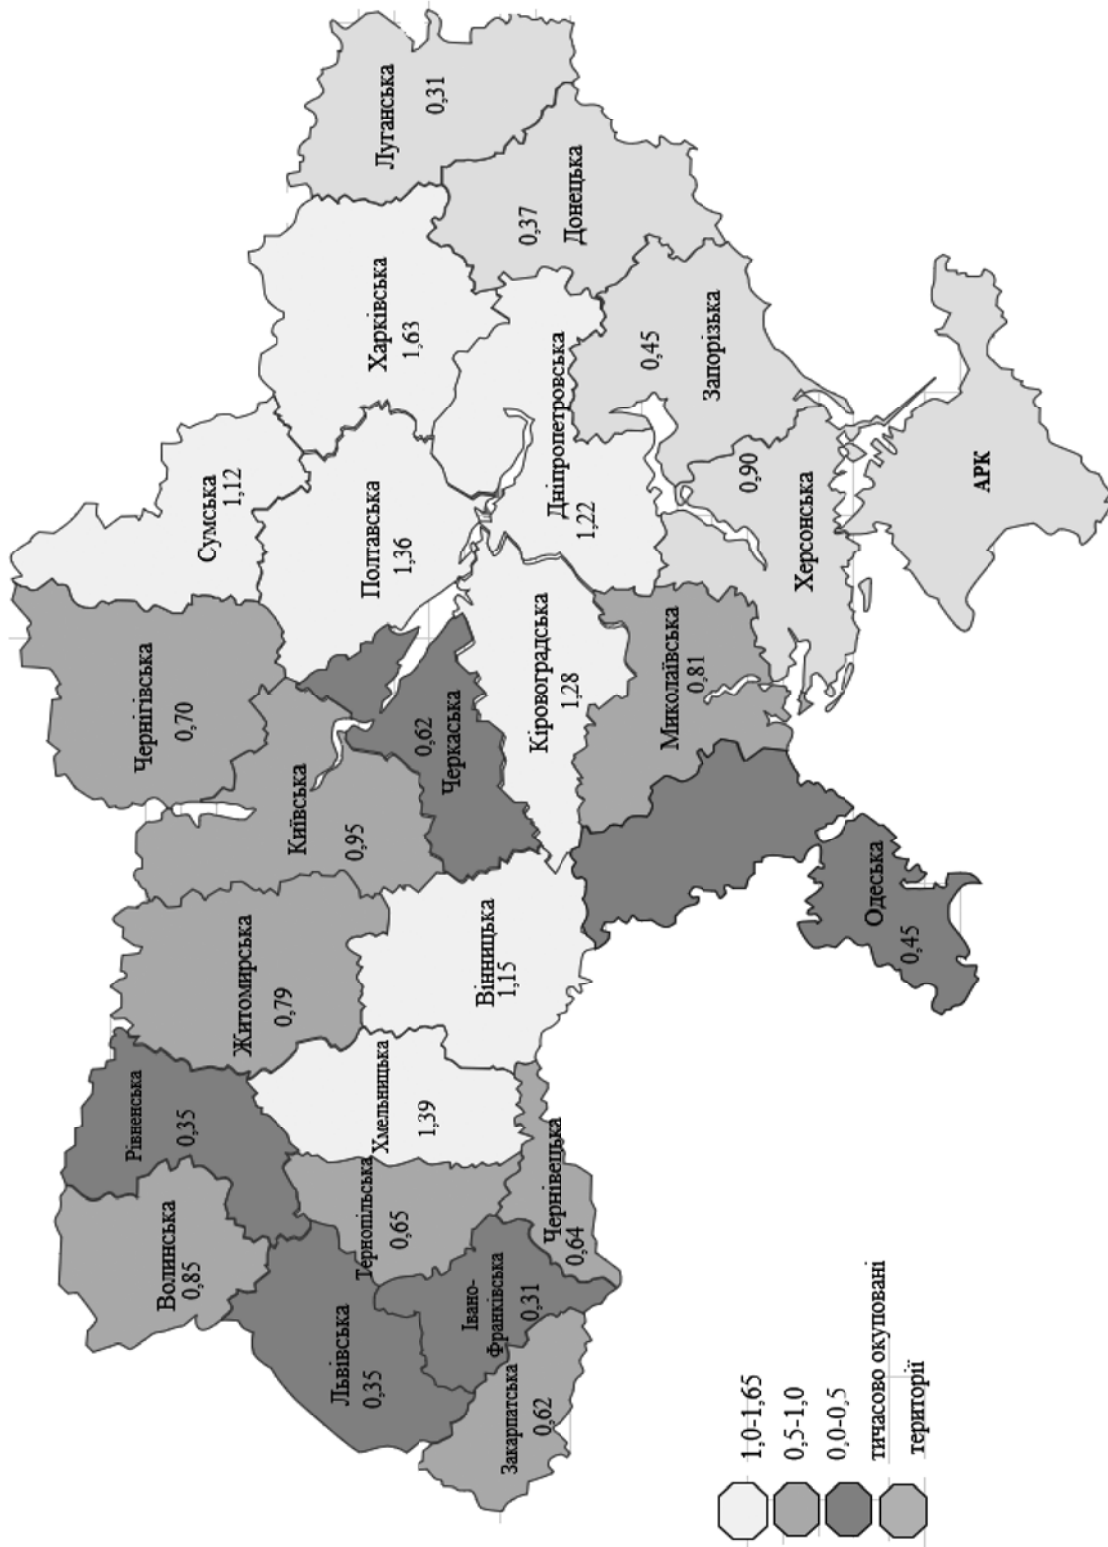 Волинська
0,85
Рівненська
0,35
Житомирська
0,79
Київська
0,95
Чернігівська
0,70
Сумська
1,12
Львівська
0,35
Тернопільська
0,65
Хмельницька
1,39
Вінницька
1,15
Черкаська
0,62
Полтавська
1,36
Харківська
1,63
Луганська
0,31
Закарпатська
0,62
Івано-
Франківська
0,31
Чернівецька
0,64
Кіровоградська
1,28
Дніпропетровська
1,22
Донецька
0,37
Одеська
0,45
Миколаївська
0,81
Херсонська
0,90
Запорізька
0,45
АРК
1,0-1,65
0,5-1,0
0,0-0,5
тичасово окуповані
території